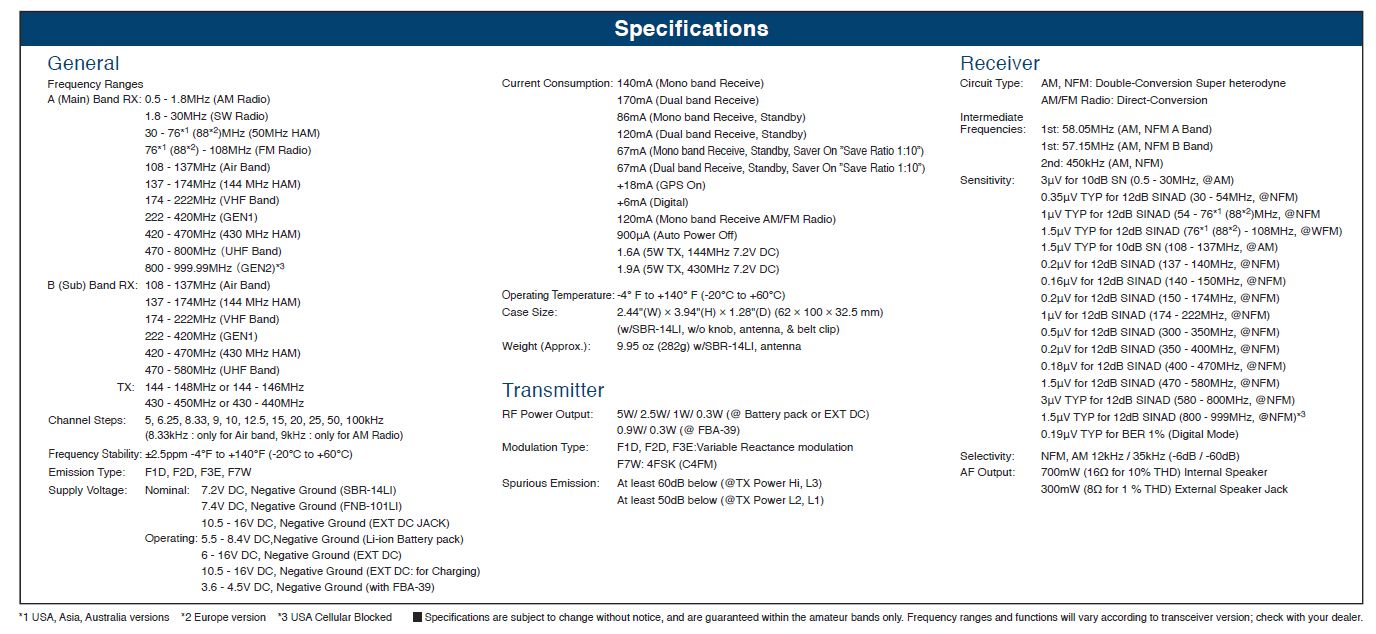 Specifications
General
Frequency Ranges
A (Main) Band RX: 0.5 - 1.8MHz (AM Radio)
1.8 - 30MHz (SW Radio)
30 - 76*1 (88*2)MHz (50MHz HAM)
76*1 (88*2) - 108MHz (FM Radio)
108 - 137MHz (Air Band)
137 - 174MHz (144 MHz HAM)
174 - 222MHz (VHF Band)
222 - 420MHz (GEN1)
420 - 470MHz (430 MHz HAM)
470 - 800MHz (UHF Band)
800 - 999.99MHz (GEN2)*3
B (Sub) Band RX: 108 - 137MHz (Air Band)
137 - 174MHz (144 MHz HAM)
174 - 222MHz (VHF Band)
222 - 420MHz (GEN1)
420 - 470MHz (430 MHz HAM)
470 - 580MHz (UHF Band)
TX: 144 - 148MHz or 144 - 146MHz
430 - 450MHz or 430 - 440MHz
Channel Steps: 5, 6.25, 8.33, 9, 10, 12.5, 15, 20, 25, 50, 100kHz
(8.33kHz : only for Air band, 9kHz : only for AM Radio)
Frequency Stability: ±2.5ppm -4°F to +140°F (-20°C to +60°C)
Emission Type: F1D, F2D, F3E, F7W
Supply Voltage: Nominal: 7.2V DC, Negative Ground (SBR-14LI)
7.4V DC, Negative Ground (FNB-101LI)
10.5 - 16V DC, Negative Ground (EXT DC JACK)
Operating: 5.5 - 8.4V DC,Negative Ground (Li-ion Battery pack)
6 - 16V DC, Negative Ground (EXT DC)
10.5 - 16V DC, Negative Ground (EXT DC: for Charging)
3.6 - 4.5V DC, Negative Ground (with FBA-39)
Current Consumption: 140mA (Mono band Receive)
170mA (Dual band Receive)
86mA (Mono band Receive, Standby)
120mA (Dual band Receive, Standby)
67mA (Mono band Receive, Standby, Saver On "Save Ratio 1:10")
67mA (Dual band Receive, Standby, Saver On "Save Ratio 1:10")
+18mA (GPS On)
+6mA (Digital)
120mA (Mono band Receive AM/FM Radio)
900µA (Auto Power Off)
1.6A (5W TX, 144MHz 7.2V DC)
1.9A (5W TX, 430MHz 7.2V DC)
Operating Temperature: -4° F to +140° F (-20°C to +60°C)
Case Size: 2.44"(W) × 3.94"(H) × 1.28"(D) (62 × 100 × 32.5 mm)
(w/SBR-14LI, w/o knob, antenna, & belt clip)
Weight (Approx.): 9.95 oz (282g) w/SBR-14LI, antenna
Transmitter
RF Power Output: 5W/ 2.5W/ 1W/ 0.3W (@ Battery pack or EXT DC)
0.9W/ 0.3W (@ FBA-39)
Modulation Type: F1D, F2D, F3E:Variable Reactance modulation
F7W: 4FSK (C4FM)
Spurious Emission: At least 60dB below (@TX Power Hi, L3)
At least 50dB below (@TX Power L2, L1)
Receiver
Circuit Type: AM, NFM: Double-Conversion Super heterodyne
AM/FM Radio: Direct-Conversion
Intermediate
Frequencies: 1st: 58.05MHz (AM, NFM A Band)
1st: 57.15MHz (AM, NFM B Band)
2nd: 450kHz (AM, NFM)
Sensitivity: 3µV for 10dB SN (0.5 - 30MHz, @AM)
0.35µV TYP for 12dB SINAD (30 - 54MHz, @NFM)
1µV TYP for 12dB SINAD (54 - 76*1 (88*2)MHz, @NFM
1.5µV TYP for 12dB SINAD (76*1 (88*2) - 108MHz, @WFM)
1.5µV TYP for 10dB SN (108 - 137MHz, @AM)
0.2µV for 12dB SINAD (137 - 140MHz, @NFM)
0.16µV for 12dB SINAD (140 - 150MHz, @NFM)
0.2µV for 12dB SINAD (150 - 174MHz, @NFM)
1µV for 12dB SINAD (174 - 222MHz, @NFM)
0.5µV for 12dB SINAD (300 - 350MHz, @NFM)
0.2µV for 12dB SINAD (350 - 400MHz, @NFM)
0.18µV for 12dB SINAD (400 - 470MHz, @NFM)
1.5µV for 12dB SINAD (470 - 580MHz, @NFM)
3µV TYP for 12dB SINAD (580 - 800MHz, @NFM)
1.5µV TYP for 12dB SINAD (800 - 999MHz, @NFM)*3
0.19µV TYP for BER 1% (Digital Mode)
Selectivity: NFM, AM 12kHz / 35kHz (-6dB / -60dB)
AF Output: 700mW (16Ω for 10% THD) Internal Speaker
300mW (8Ω for 1 % THD) External Speaker Jack
*1 USA, Asia, Australia versions *2 Europe version *3 USA Cellular Blocked ■ Specifications are subject to change without notice, and are guaranteed within the amateur bands only. Frequency ranges and functions will vary according to transceiver version; check with your dealer.